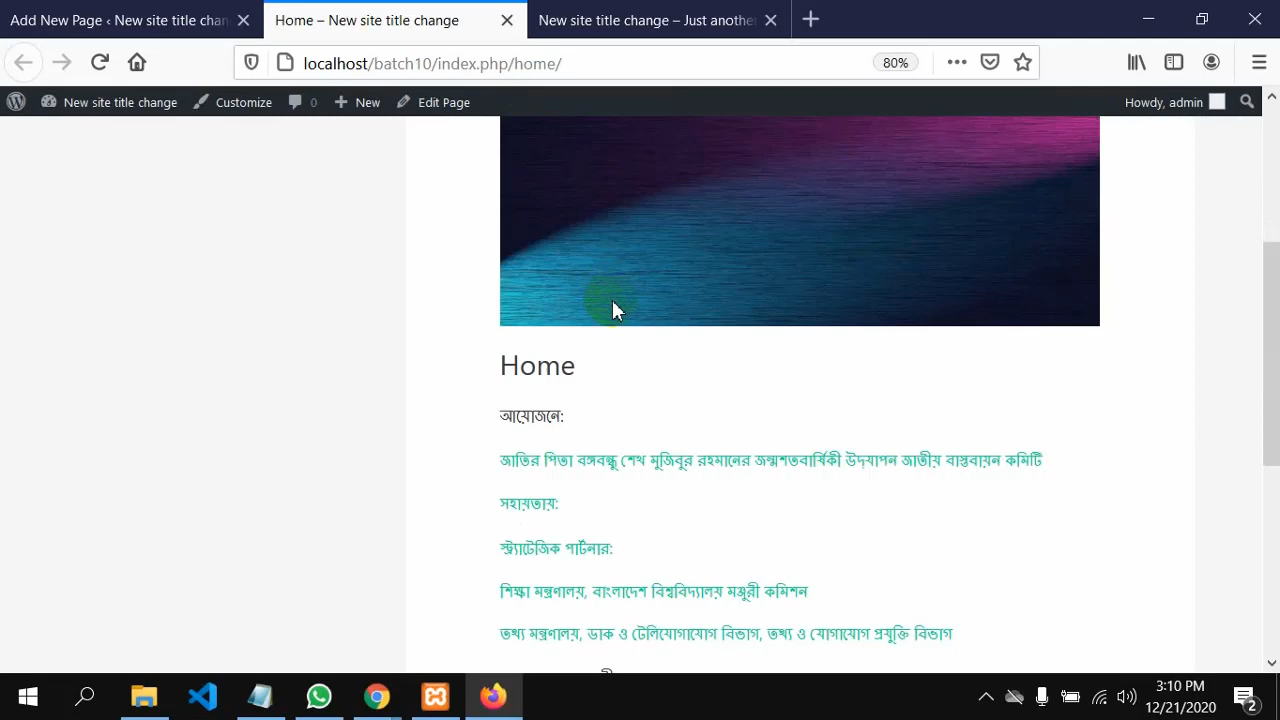 Add New Page ‹ New site title chan
Home – New site title change
New site title change – Just anothe
localhost/batch10/index.php/home/
80%
New site title change
Customize
0
New
Edit Page
Howdy, admin
Home
আয়োজনে:
জাতির পিতা বঙ্গবন্ধু শেখ মুজিবুর রহমানের জন্মশতবার্ষিকী উদ্‌যাপন জাতীয় বাস্তবায়ন কমিটি
সহায়তায়:
স্ট্র্যাটেজিক পার্টনার:
শিক্ষা মন্ত্রণালয়, বাংলাদেশ বিশ্ববিদ্যালয় মঞ্জুরী কমিশন
তথ্য মন্ত্রণালয়, ডাক ও টেলিযোগাযোগ বিভাগ, তথ্য ও যোগাযোগ প্রযুক্তি বিভাগ
3:10 PM
12/21/2020
2